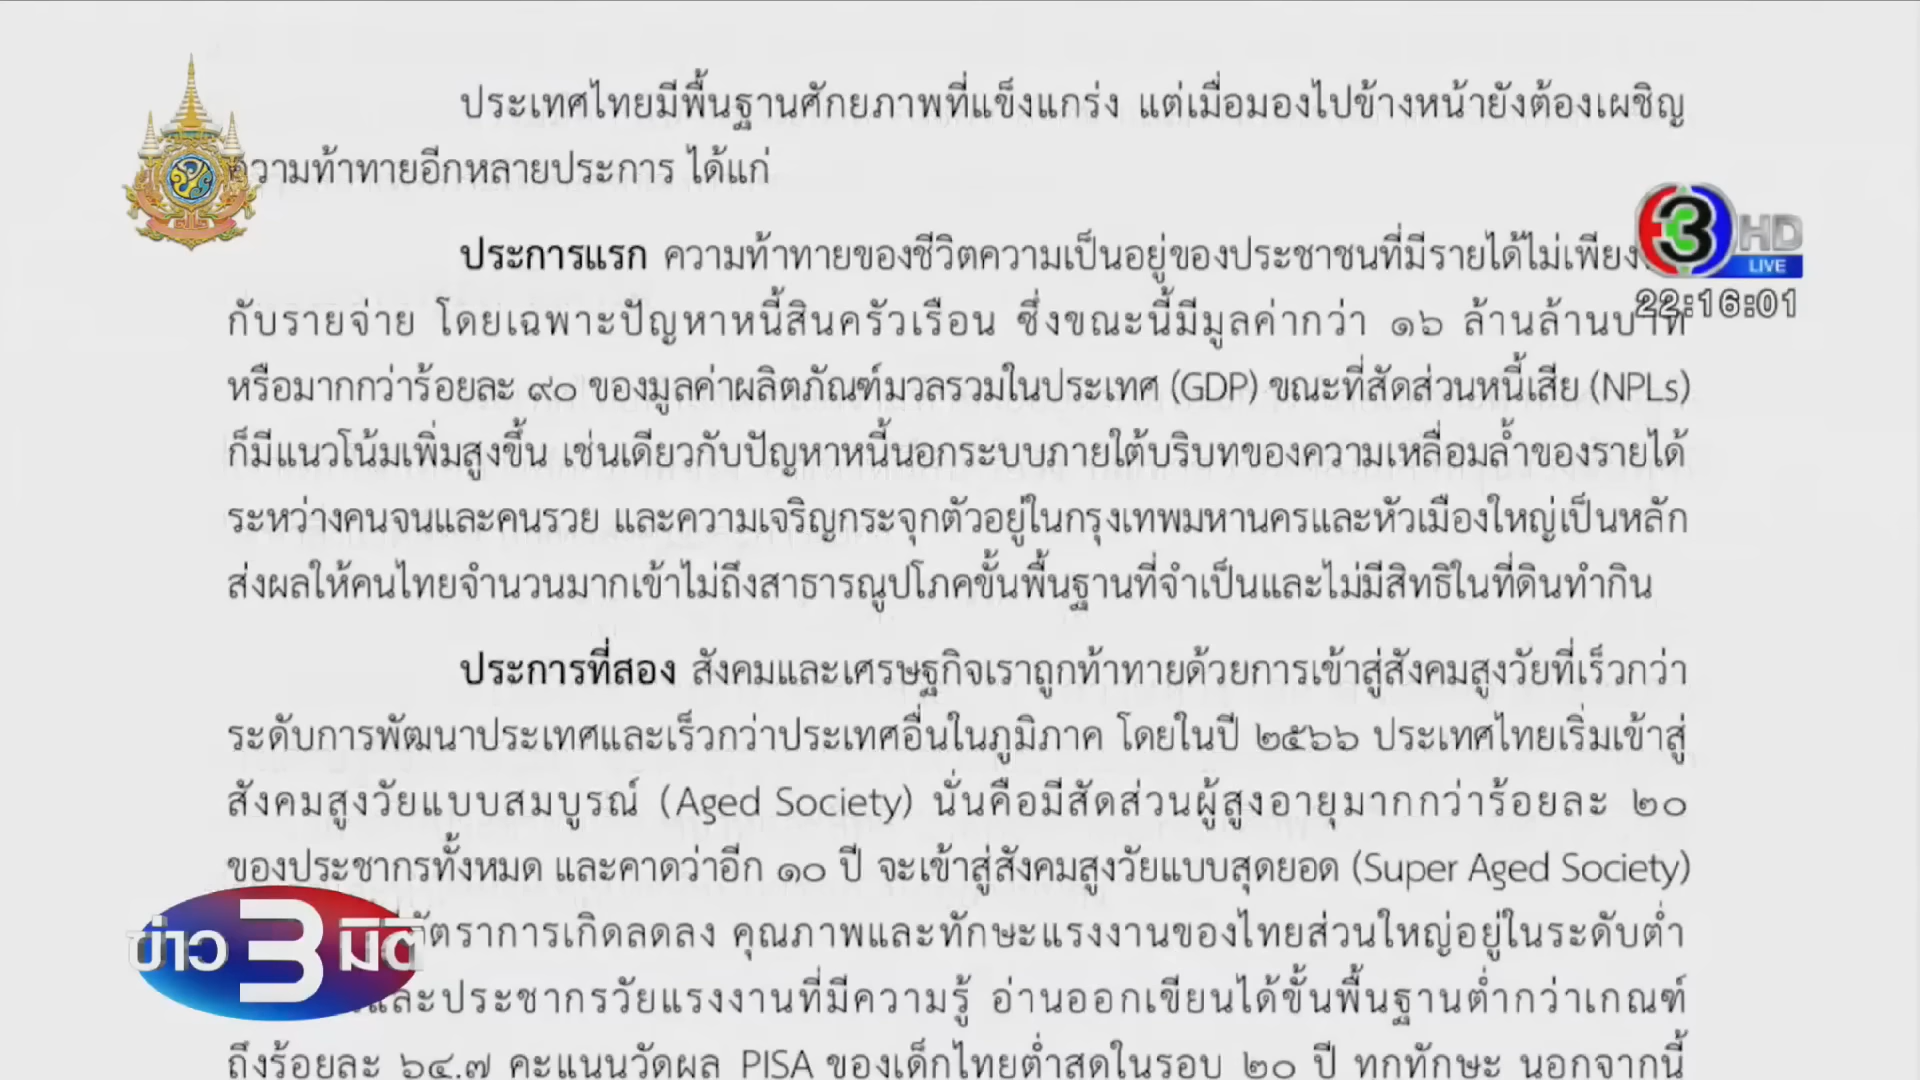 ประเทศไทยมีพื้นฐานศักยภาพที่แข็งแกร่ง แต่เมื่อมองไปข้างหน้ายังต้องเผชิญ
ความท้าทายอีกหลายประการ ได้แก่
ประการแรก ความท้าทายของชีวิตความเป็นอยู่ของประชาชนที่มีรายได้ไม่เพียง
3 HD
LIVE
22:16:01
กับรายจ่าย โดยเฉพาะปัญหาหนี้สินครัวเรือน ซึ่งขณะนี้มีมูลค่ากว่า ๑๖ ล้านล้านบาท
หรือมากกว่าร้อยละ ๙๐ ของมูลค่าผลิตภัณฑ์มวลรวมในประเทศ (GDP) ขณะที่สัดส่วนหนี้เสีย (NPLs)
ก็มีแนวโน้มเพิ่มสูงขึ้น เช่นเดียวกับปัญหาหนี้นอกระบบภายใต้บริบทของความเหลื่อมล้ำของรายได้
ระหว่างคนจนและคนรวย และความเจริญกระจุกตัวอยู่ในกรุงเทพมหานครและหัวเมืองใหญ่เป็นหลัก
ส่งผลให้คนไทยจำนวนมากเข้าไม่ถึงสาธารณูปโภคขั้นพื้นฐานที่จำเป็นและไม่มีสิทธิในที่ดินทำกิน
ประการที่สอง สังคมและเศรษฐกิจเราถูกท้าทายด้วยการเข้าสู่สังคมสูงวัยที่เร็วกว่า
ระดับการพัฒนาประเทศและเร็วกว่าประเทศอื่นในภูมิภาค โดยในปี ๒๕๖๖ ประเทศไทยเริ่มเข้าสู่
สังคมสูงวัยแบบสมบูรณ์ (Aged Society) นั่นคือมีสัดส่วนผู้สูงอายุมากกว่าร้อยละ ๒๐
ของประชากรทั้งหมด และคาดว่าอีก ๑๐ ปี จะเข้าสู่สังคมสูงวัยแบบสุดยอด (Super Aged Society)
อัตราการเกิดลดลง คุณภาพและทักษะแรงงานของไทยส่วนใหญ่อยู่ในระดับต่ำ
และประชากรวัยแรงงานที่มีความรู้ อ่านออกเขียนได้ขั้นพื้นฐานต่ำกว่าเกณฑ์
ถึงร้อยละ ๖๔.๗ คะแนนวัดผล PISA ของเด็กไทยต่ำสุดในรอบ ๒๐ ปี ทุกทักษะ นอกจากนี้
ข่าว 3 มิติ